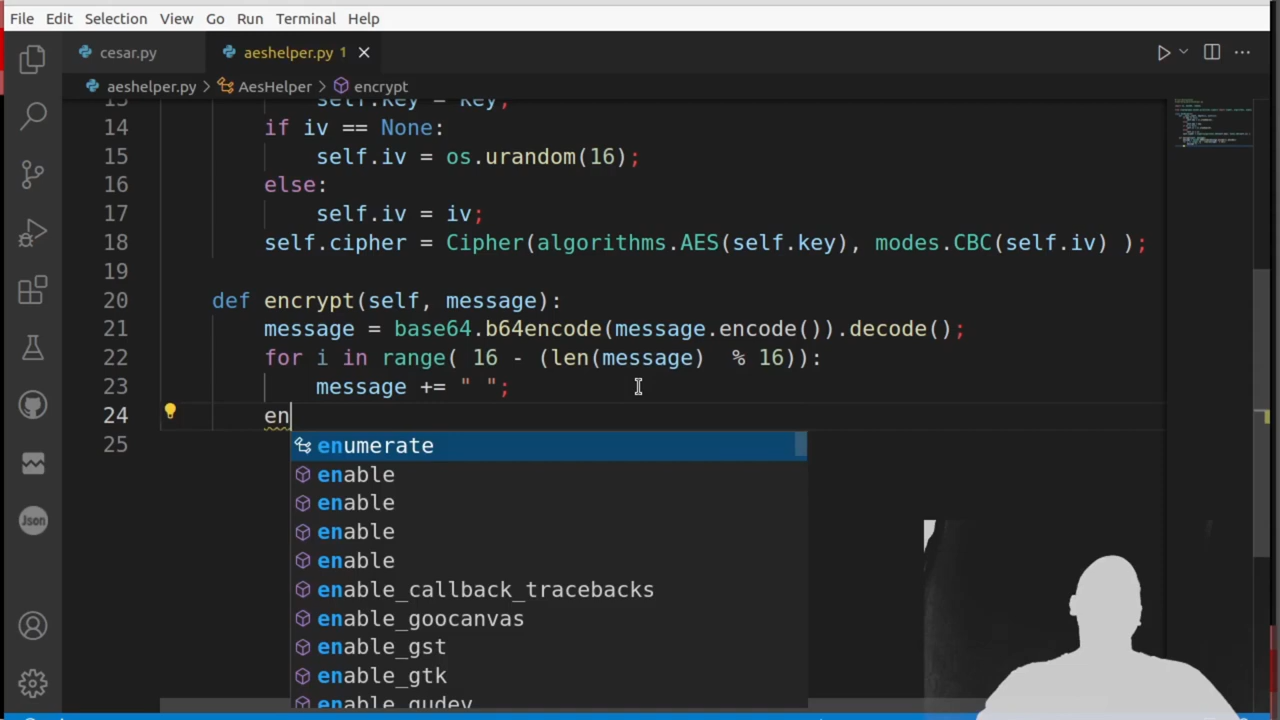 File Edit Selection View Go Run Terminal Help
cesar.py aeshelper.py 1
aeshelper.py > AesHelper > encrypt
13 self.key = key;
14 if iv == None:
15 self.iv = os.urandom(16);
16 else:
17 self.iv = iv;
18 self.cipher = Cipher(algorithms.AES(self.key), modes.CBC(self.iv) );
19
20 def encrypt(self, message):
21 message = base64.b64encode(message.encode()).decode();
22 for i in range( 16 - (len(message) % 16)):
23 message += " ";
24 en
25
enumerate
enable
enable
enable
enable
enable_callback_tracebacks
enable_goocanvas
enable_gst
enable_gtk
enable_gudev
Json